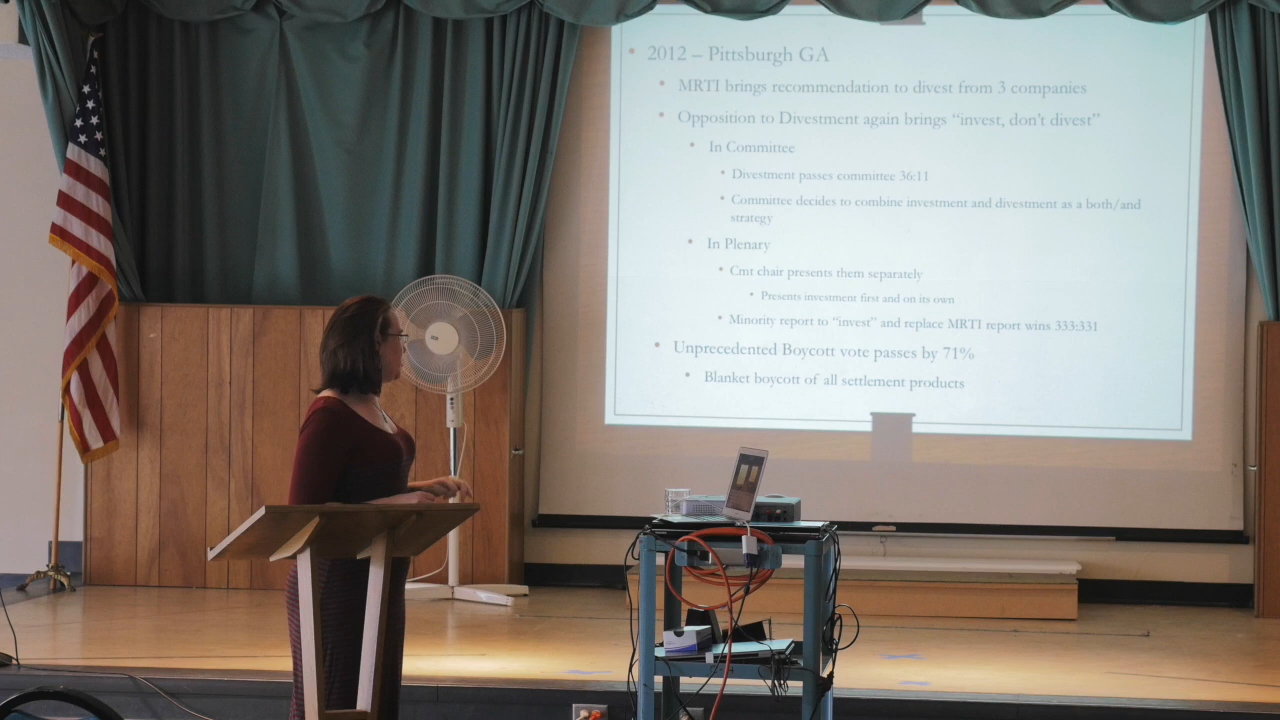 2012 – Pittsburgh GA
MRTI brings recommendation to divest from 3 companies
Opposition to Divestment again brings “invest, don’t divest”
In Committee
Divestment passes committee 36:11
Committee decides to combine investment and divestment as a both/and
strategy
In Plenary
Cmt chair presents them separately
Presents investment first and on its own
Minority report to “invest” and replace MRTI report wins 333:331
Unprecedented Boycott vote passes by 71%
Blanket boycott of all settlement products